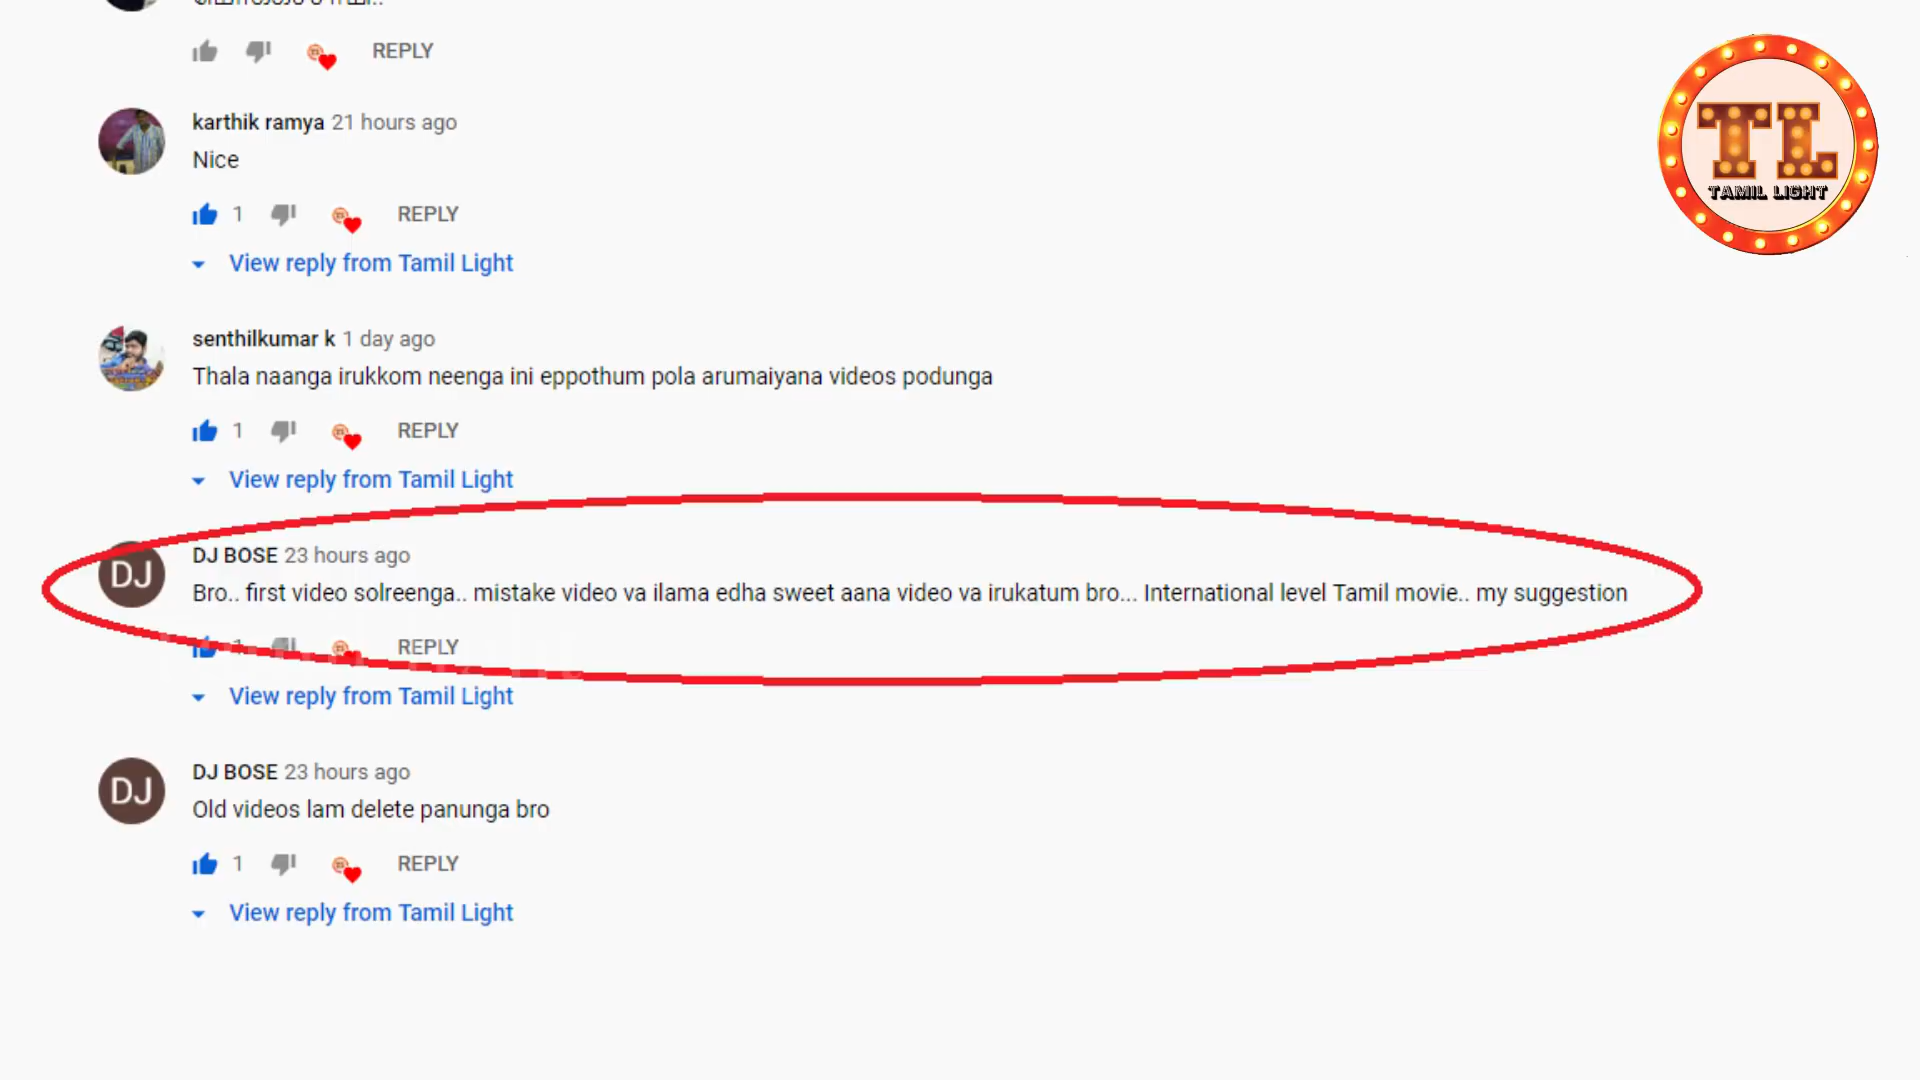 REPLY
karthik ramya 21 hours ago
Nice
1 REPLY
View reply from Tamil Light
senthilkumar k 1 day ago
Thala naanga irukkom neenga ini eppothum pola arumaiyana videos podunga
1 REPLY
View reply from Tamil Light
DJ
DJ BOSE 23 hours ago
Bro.. first video solreenga.. mistake video va ilama edha sweet aana video va irukatum bro... International level Tamil movie.. my suggestion
1 REPLY
View reply from Tamil Light
DJ
DJ BOSE 23 hours ago
Old videos lam delete panunga bro
1 REPLY
View reply from Tamil Light
TL
TAMIL LIGHT